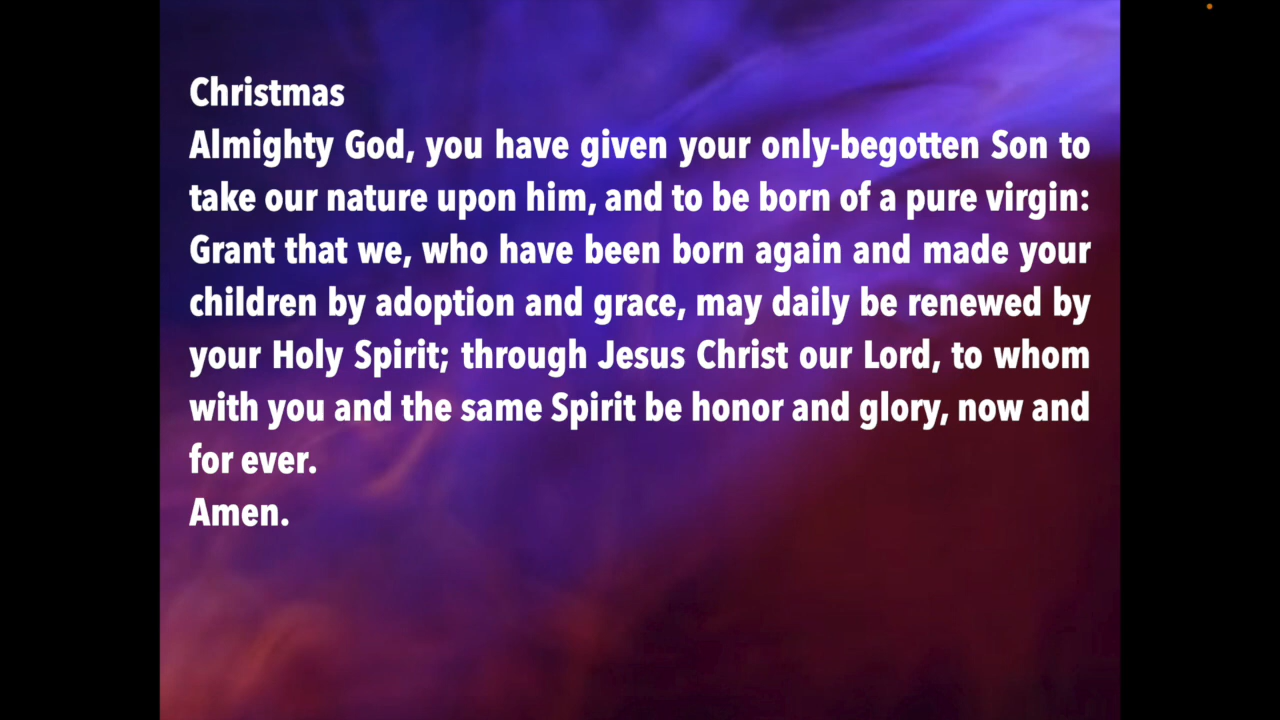 Christmas
Almighty God, you have given your only-begotten Son to
take our nature upon him, and to be born of a pure virgin:
Grant that we, who have been born again and made your
children by adoption and grace, may daily be renewed by
your Holy Spirit; through Jesus Christ our Lord, to whom
with you and the same Spirit be honor and glory, now and
for ever.
Amen.